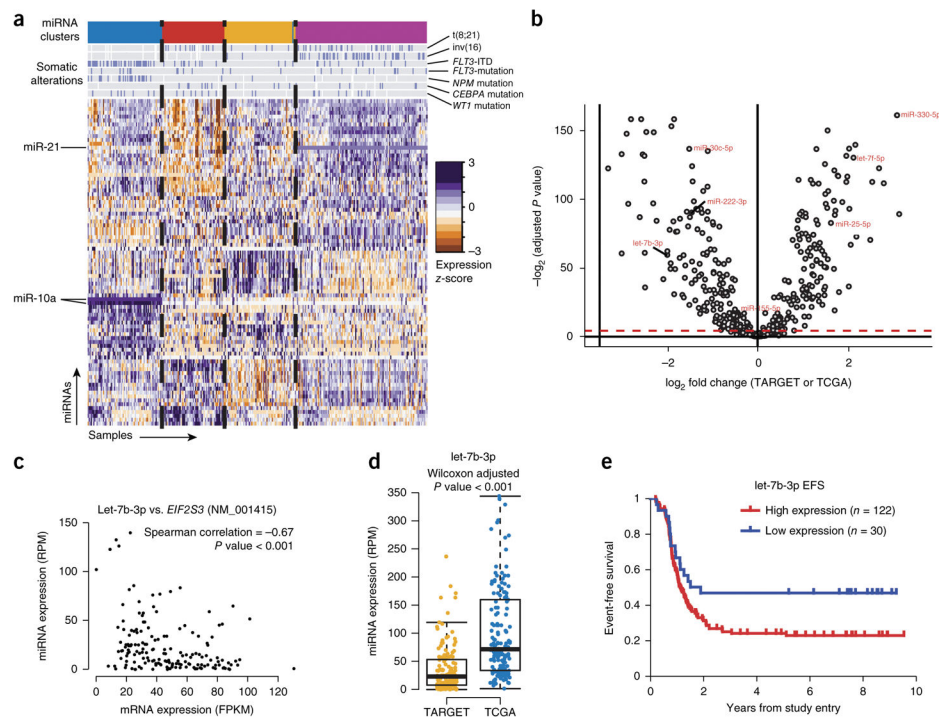 a
miRNA
clusters
Somatic
alterations
t(8;21)
inv(16)
FLT3-ITD
FLT3-mutation
NPM mutation
CEBPA mutation
WT1 mutation
miR-21
miR-10a
3
0
−3
Expression
z-score
miRNAs
Samples
b
−log2 (adjusted P value)
150
100
50
0
miR-330-5p
miR-30c-5p
let-7f-5p
miR-222-3p
miR-25-5p
let-7b-3p
miR-155-5p
−2 0 2
log2 fold change (TARGET or TCGA)
c
Let-7b-3p vs. EIF2S3 (NM_001415)
Spearman correlation = −0.67
P value < 0.001
miRNA expression (RPM)
150
100
50
0
0 20 40 60 80 100 120
mRNA expression (FPKM)
d
let-7b-3p
Wilcoxon adjusted
P value < 0.001
miRNA expression (RPM)
350
300
250
200
150
100
50
0
TARGET TCGA
e
let-7b-3p EFS
High expression (n = 122)
Low expression (n = 30)
Event-free survival
1
0.8
0.6
0.4
0.2
0 2 4 6 8 10
Years from study entry